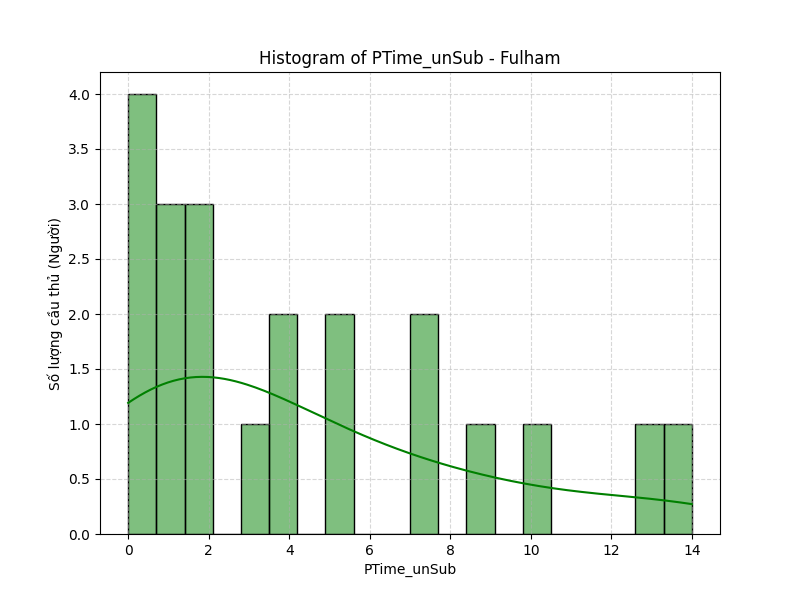 Histogram of PTime_unSub - Fulham
Số lượng cầu thủ (Người)
4.0
3.5
3.0
2.5
2.0
1.5
1.0
0.5
0.0
0 2 4 6 8 10 12 14
PTime_unSub